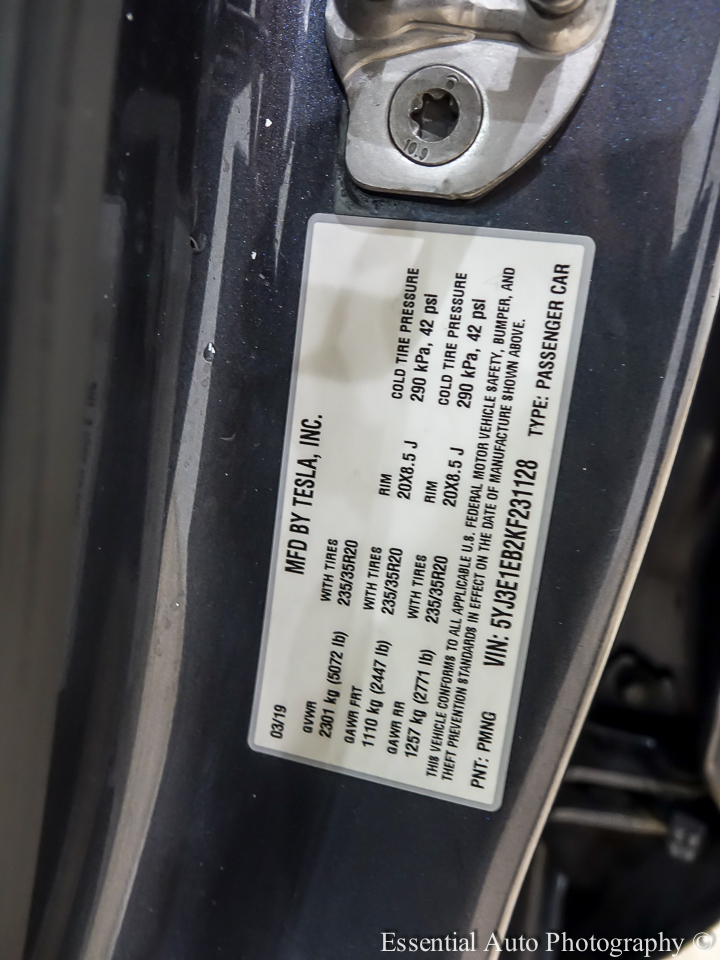 10.9
MFD BY TESLA, INC.
03/19
GVWR
2301 kg (5072 lb)
WITH TIRES
235/35R20
RIM
20X8.5 J
COLD TIRE PRESSURE
290 kPa, 42 psi
GAWR FRT
1110 kg (2447 lb)
WITH TIRES
235/35R20
RIM
20X8.5 J
COLD TIRE PRESSURE
290 kPa, 42 psi
GAWR RR
1257 kg (2771 lb)
WITH TIRES
235/35R20
THIS VEHICLE CONFORMS TO ALL APPLICABLE U.S. FEDERAL MOTOR VEHICLE SAFETY, BUMPER, AND
THEFT PREVENTION STANDARDS IN EFFECT ON THE DATE OF MANUFACTURE SHOWN ABOVE.
PNT: PMNG VIN: 5YJ3E1EB2KF231128 TYPE: PASSENGER CAR
Essential Auto Photography ©